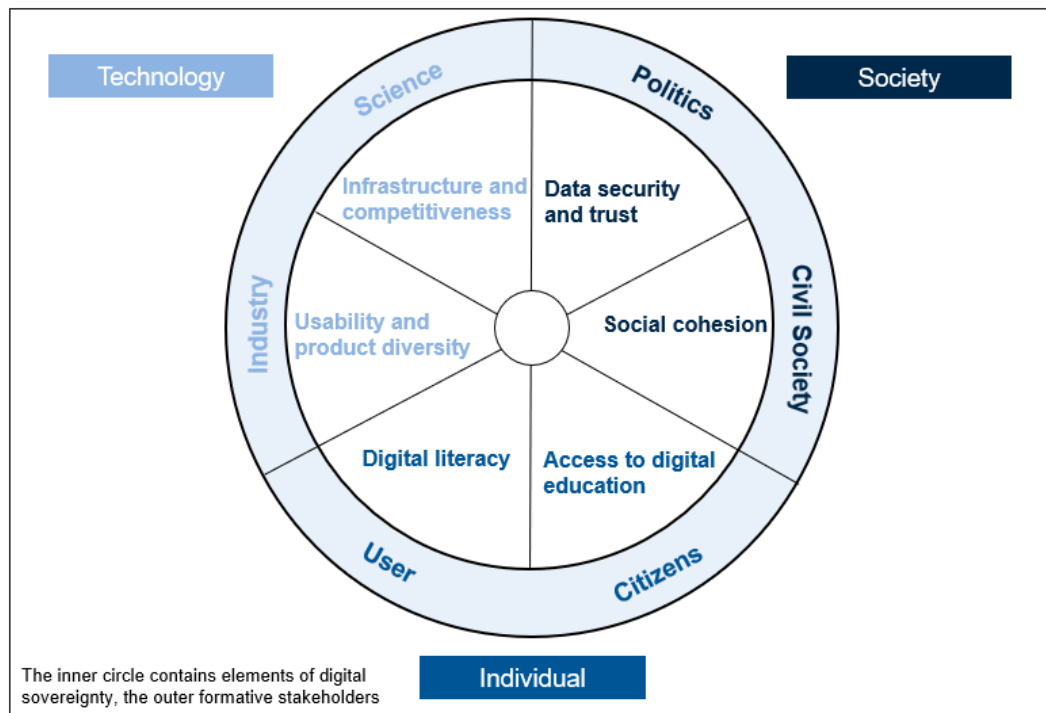 Technology
Society
Science
Politics
Infrastructure and
competitiveness
Data security
and trust
Industry
Civil Society
Usability and
product diversity
Social cohesion
Digital literacy
Access to digital
education
User
Citizens
Individual
The inner circle contains elements of digital
sovereignty, the outer formative stakeholders